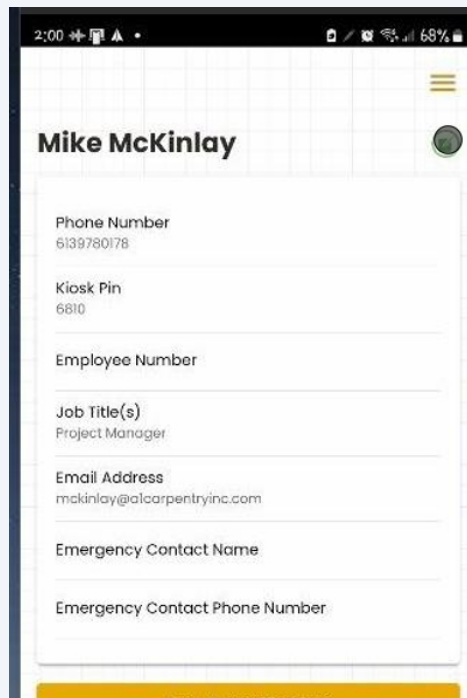 2:00
68%
Mike McKinlay
Phone Number
6139780178
Kiosk Pin
6810
Employee Number
Job Title(s)
Project Manager
Email Address
mckinlay@a1carpentryinc.com
Emergency Contact Name
Emergency Contact Phone Number